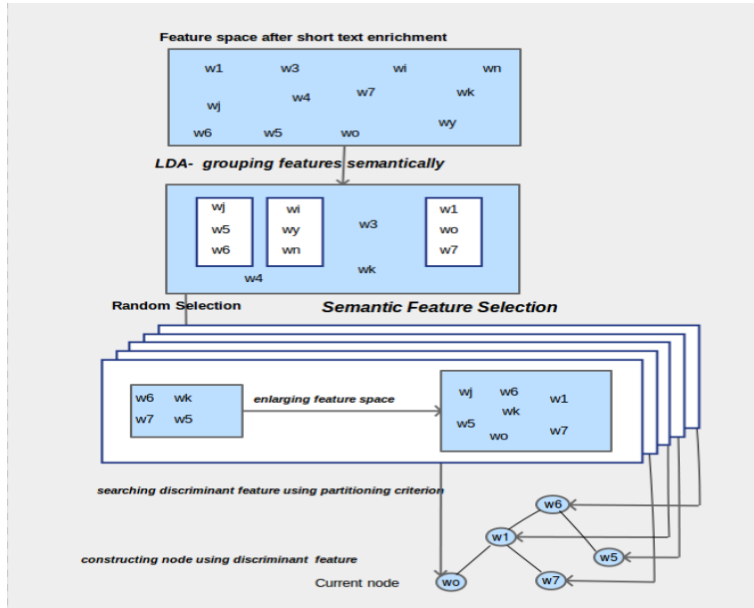 Feature space after short text enrichment
w1 w3 wi wn
wj w4 w7 wk
w6 w5 wo wy
LDA- grouping features semantically
wj wi w1
w5 wy w3 wo
w6 wn w7
w4 wk
Random Selection Semantic Feature Selection
w6 wk enlarging feature space wj w6 w1
w7 w5 wk
w5 wo w7
searching discriminant feature using partitioning criterion
w6
w1
constructing node using discriminant feature w5
Current node wo w7